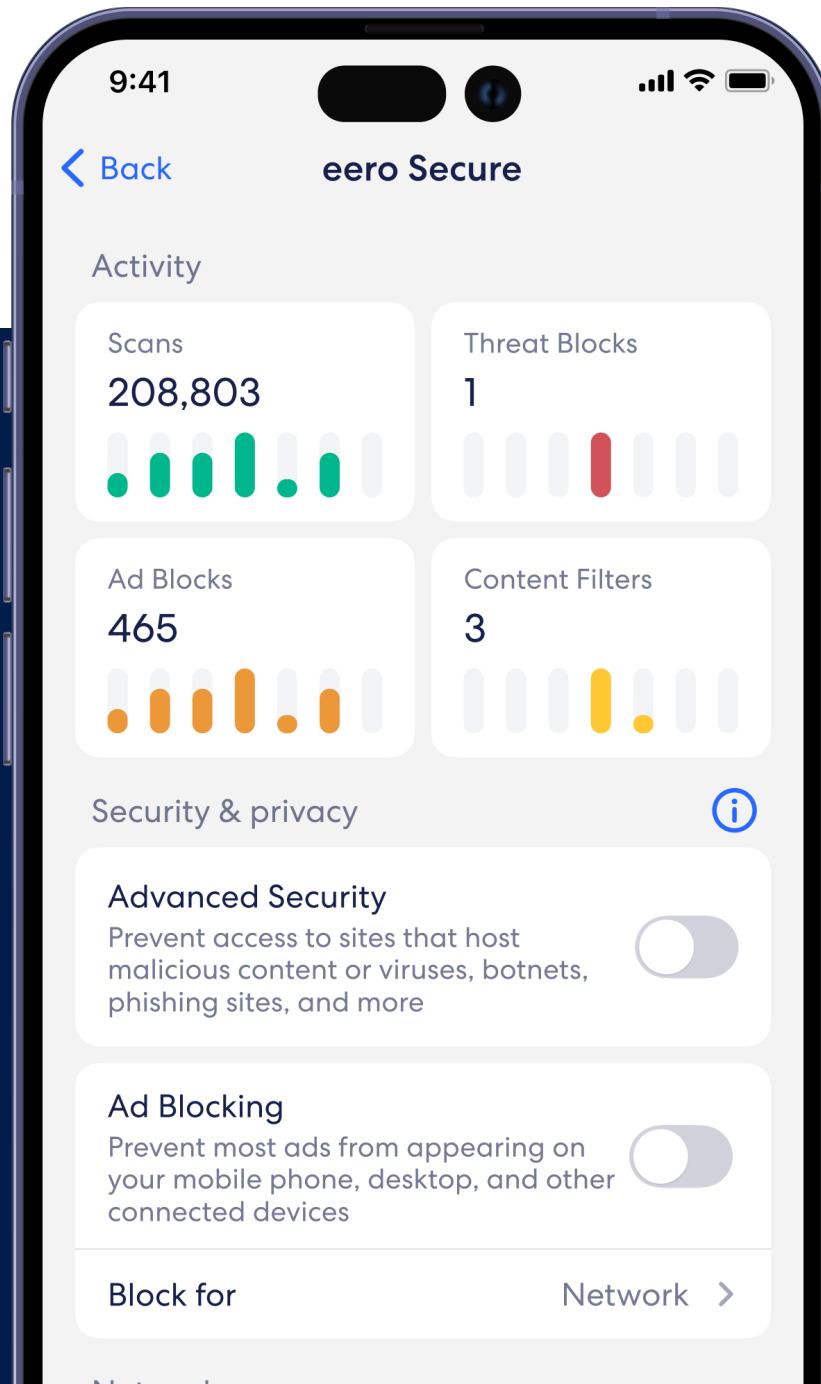 9:41
Back
eero Secure
Activity
Scans
208,803
Threat Blocks
1
Ad Blocks
465
Content Filters
3
Security & privacy
Advanced Security
Prevent access to sites that host
malicious content or viruses, botnets,
phishing sites, and more
Ad Blocking
Prevent most ads from appearing on
your mobile phone, desktop, and other
connected devices
Block for
Network